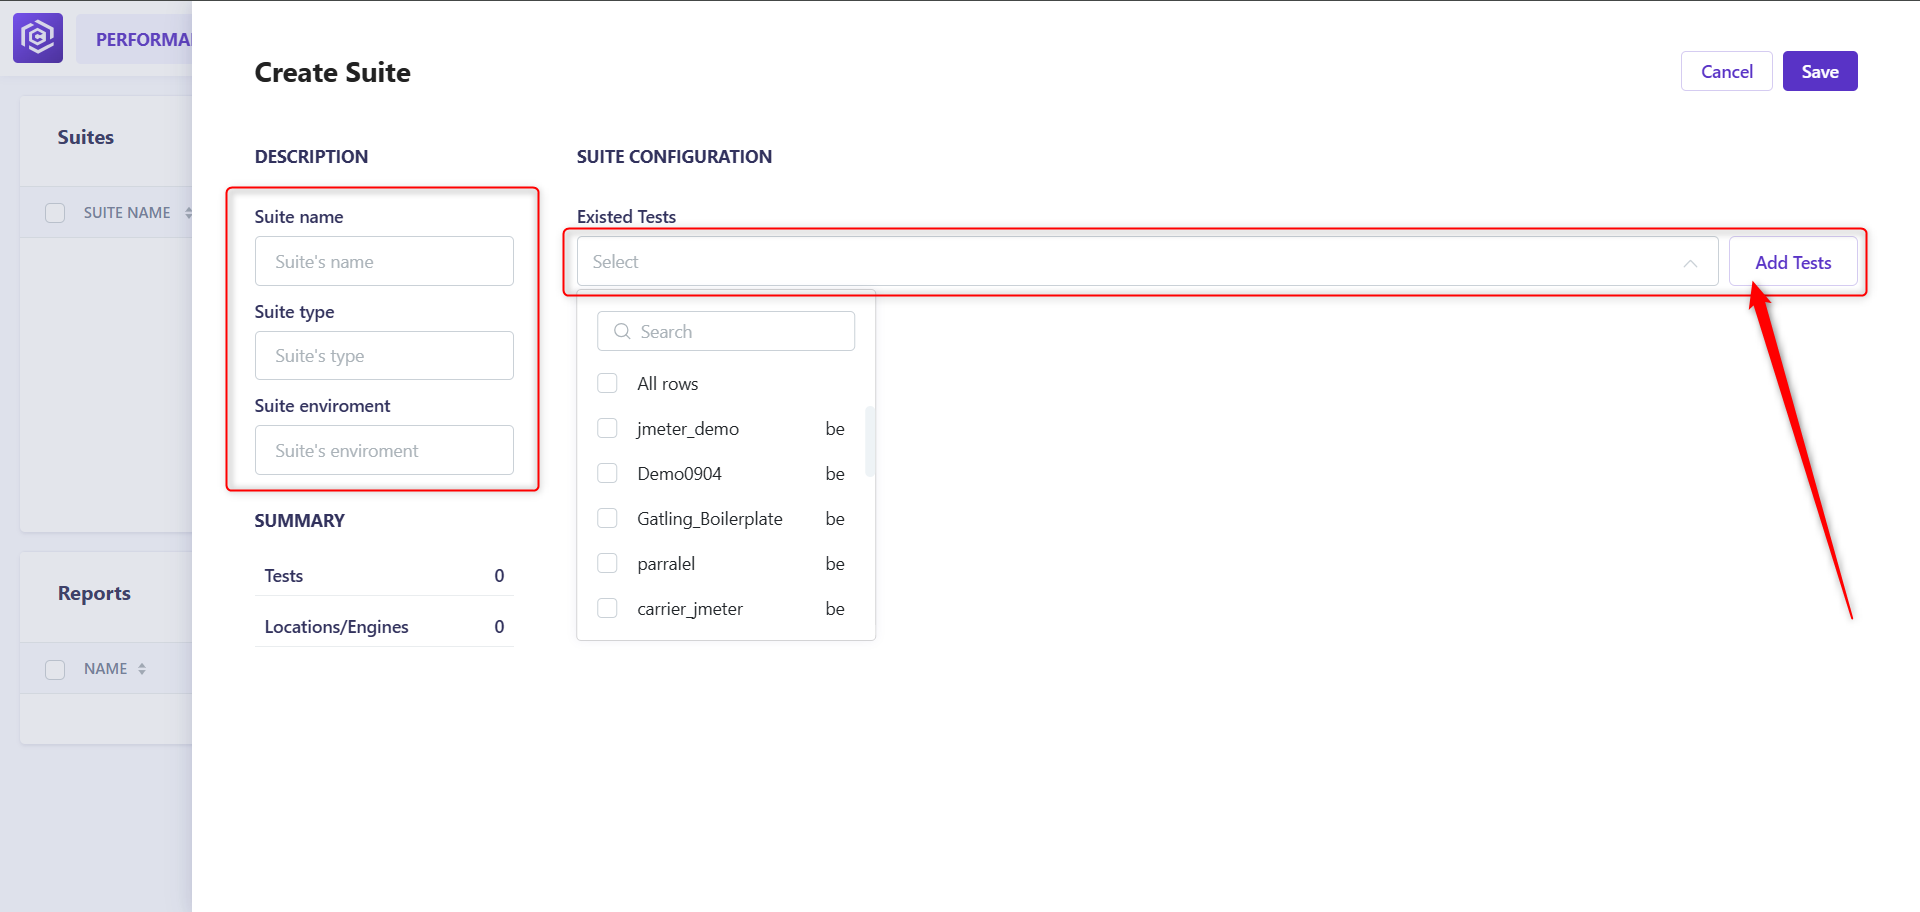 PERFORMA
Create Suite
Cancel
Save
Suites
SUITE NAME
DESCRIPTION
Suite name
Suite's name
Suite type
Suite's type
Suite enviroment
Suite's enviroment
SUMMARY
Tests 0
Locations/Engines 0
SUITE CONFIGURATION
Existed Tests
Select
Add Tests
Search
All rows
jmeter_demo be
Demo0904 be
Gatling_Boilerplate be
parralel be
carrier_jmeter be
Reports
NAME